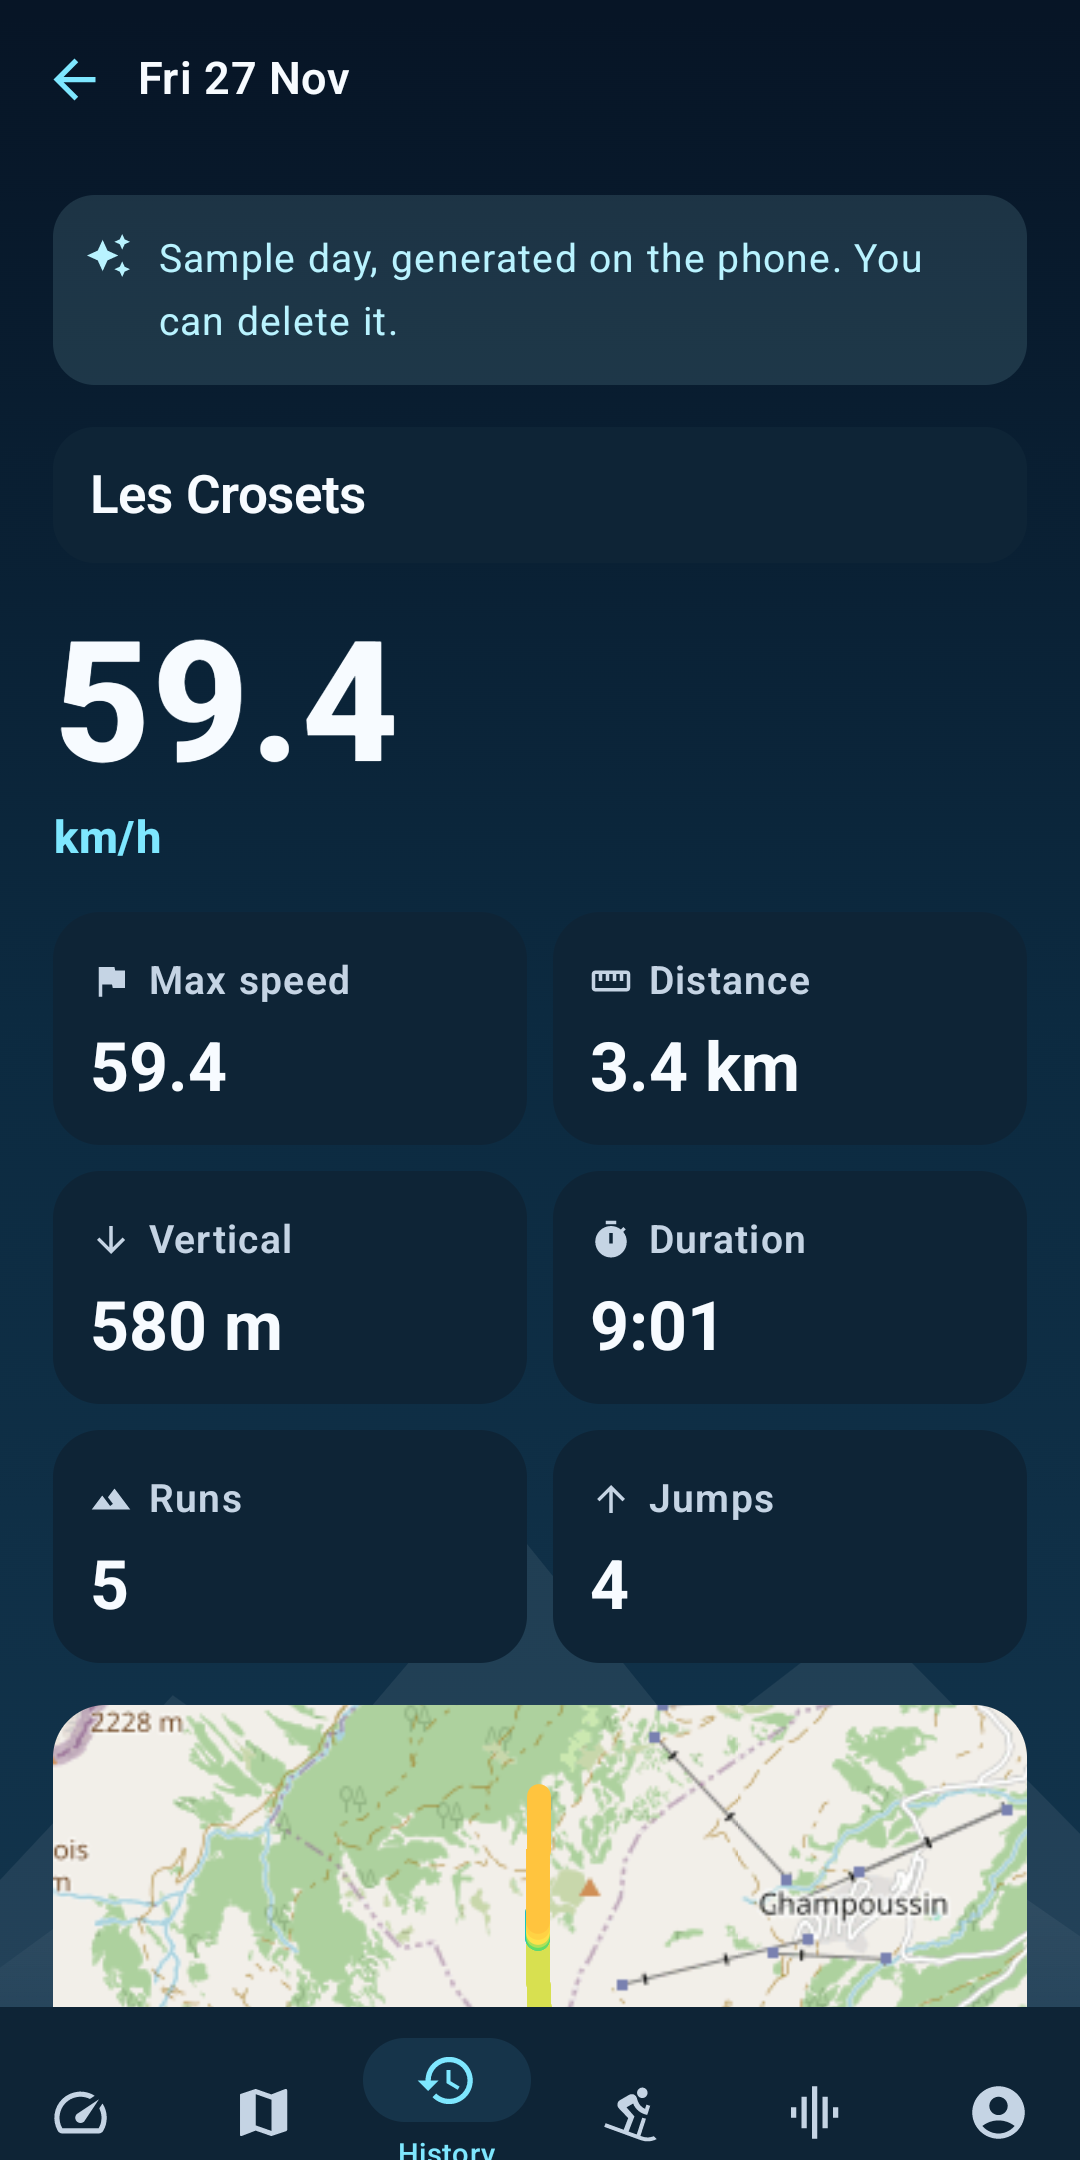 Fri 27 Nov
Sample day, generated on the phone. You
can delete it.
Les Crosets
59.4
km/h
Max speed
59.4
Distance
3.4 km
Vertical
580 m
Duration
9:01
Runs
5
Jumps
4
2228 m
ois
m
Champoussin
History